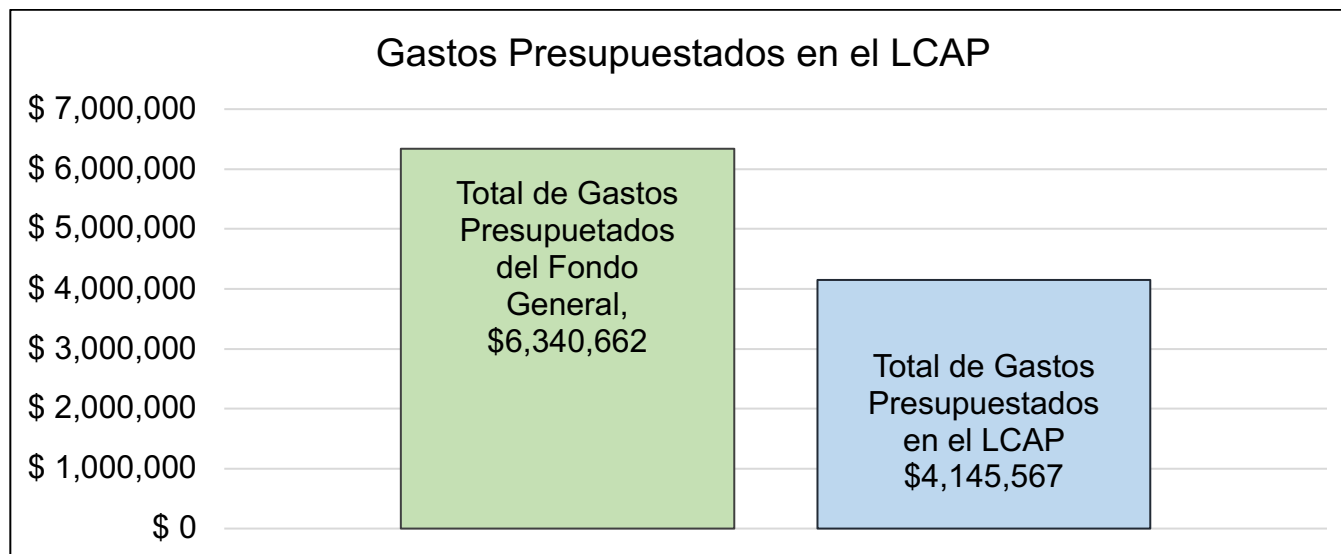 Gastos Presupuestados en el LCAP
$ 7,000,000
$ 6,000,000
$ 5,000,000
$ 4,000,000
$ 3,000,000
$ 2,000,000
$ 1,000,000
$ 0
Total de Gastos
Presupuetados
del Fondo
General,
$6,340,662
Total de Gastos
Presupuestados
en el LCAP
$4,145,567